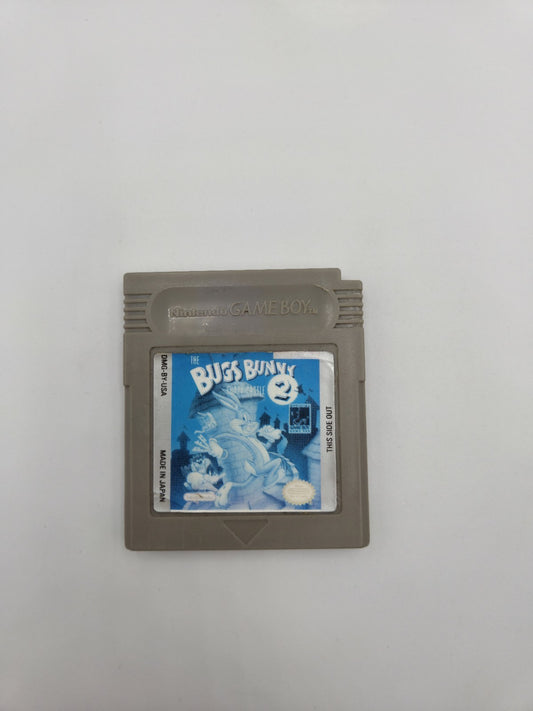 Nintendo GAME BOY
THE
BUGS BUNNY
CRAZY CASTLE
2
DMG-BY-USA
MADE IN JAPAN
THIS SIDE OUT